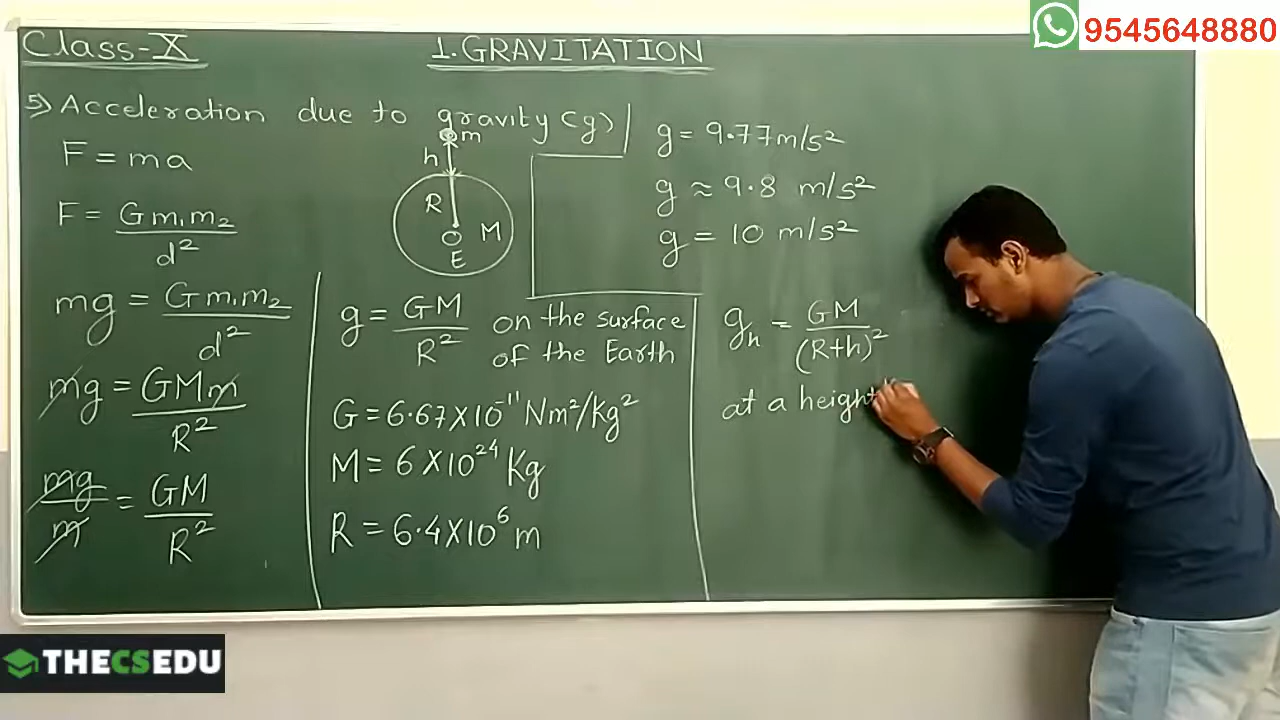 9545648880
Class-X
1. GRAVITATION
5) Acceleration due to gravity (g)
F = ma
F = Gm₁m₂/d²
mg = Gm₁m₂/d²
mg = GMm/R²
mg/m = GM/R²
m
h
R
M
E
g = 9.77 m/s²
g ≈ 9.8 m/s²
g = 10 m/s²
g = GM/R² on the surface
of the Earth
G = 6.67 X 10⁻¹¹ Nm²/kg²
M = 6 X 10²⁴ Kg
R = 6.4 X 10⁶ m
gₕ = GM/(R+h)²
at a height
THECSEDU